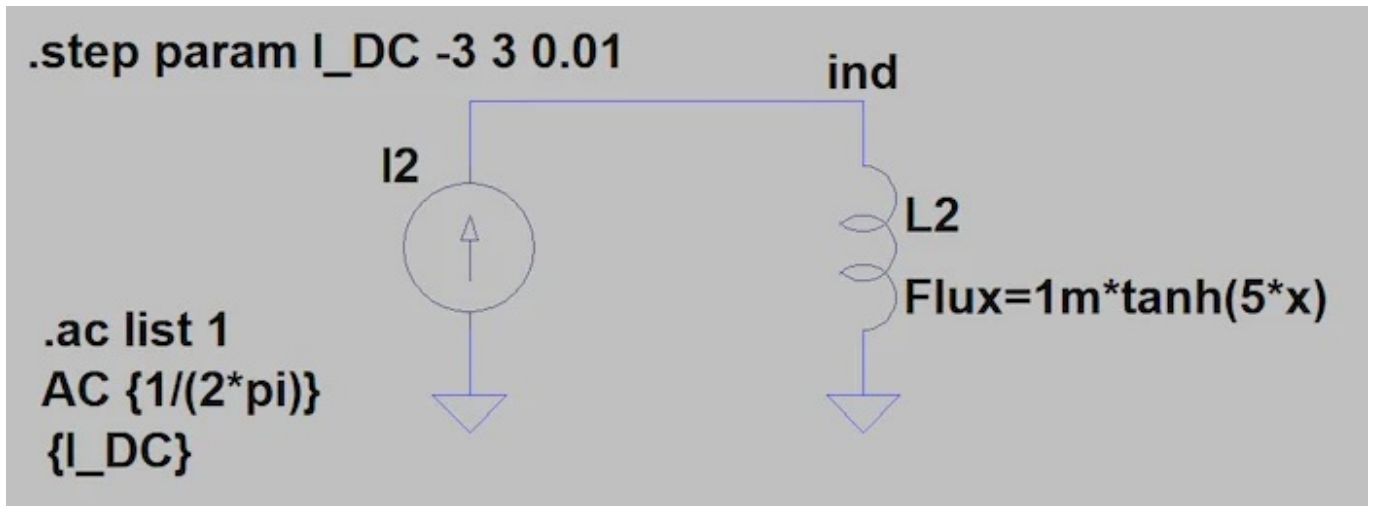 .step param I_DC -3 3 0.01
ind
I2
L2
Flux=1m*tanh(5*x)
.ac list 1
AC {1/(2*pi)}
{I_DC}